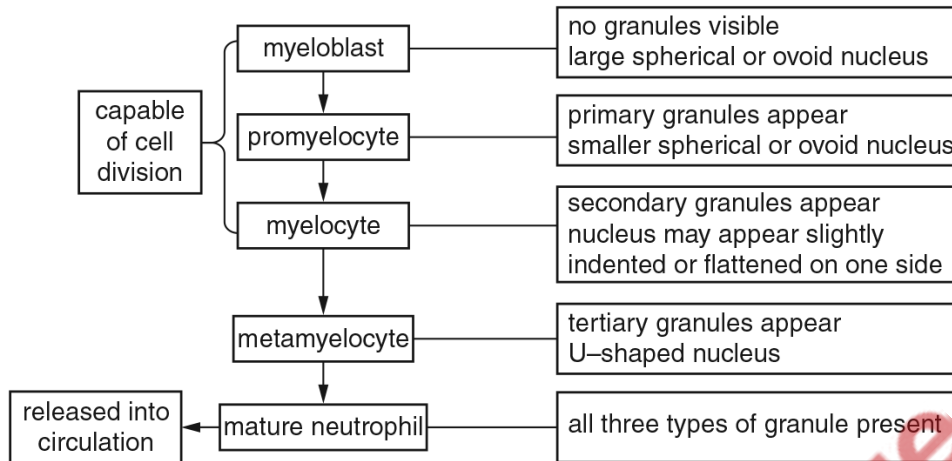 myeloblast
no granules visible
large spherical or ovoid nucleus
capable
of cell
division
promyelocyte
primary granules appear
smaller spherical or ovoid nucleus
myelocyte
secondary granules appear
nucleus may appear slightly
indented or flattened on one side
metamyelocyte
tertiary granules appear
U–shaped nucleus
released into
circulation
mature neutrophil
all three types of granule present